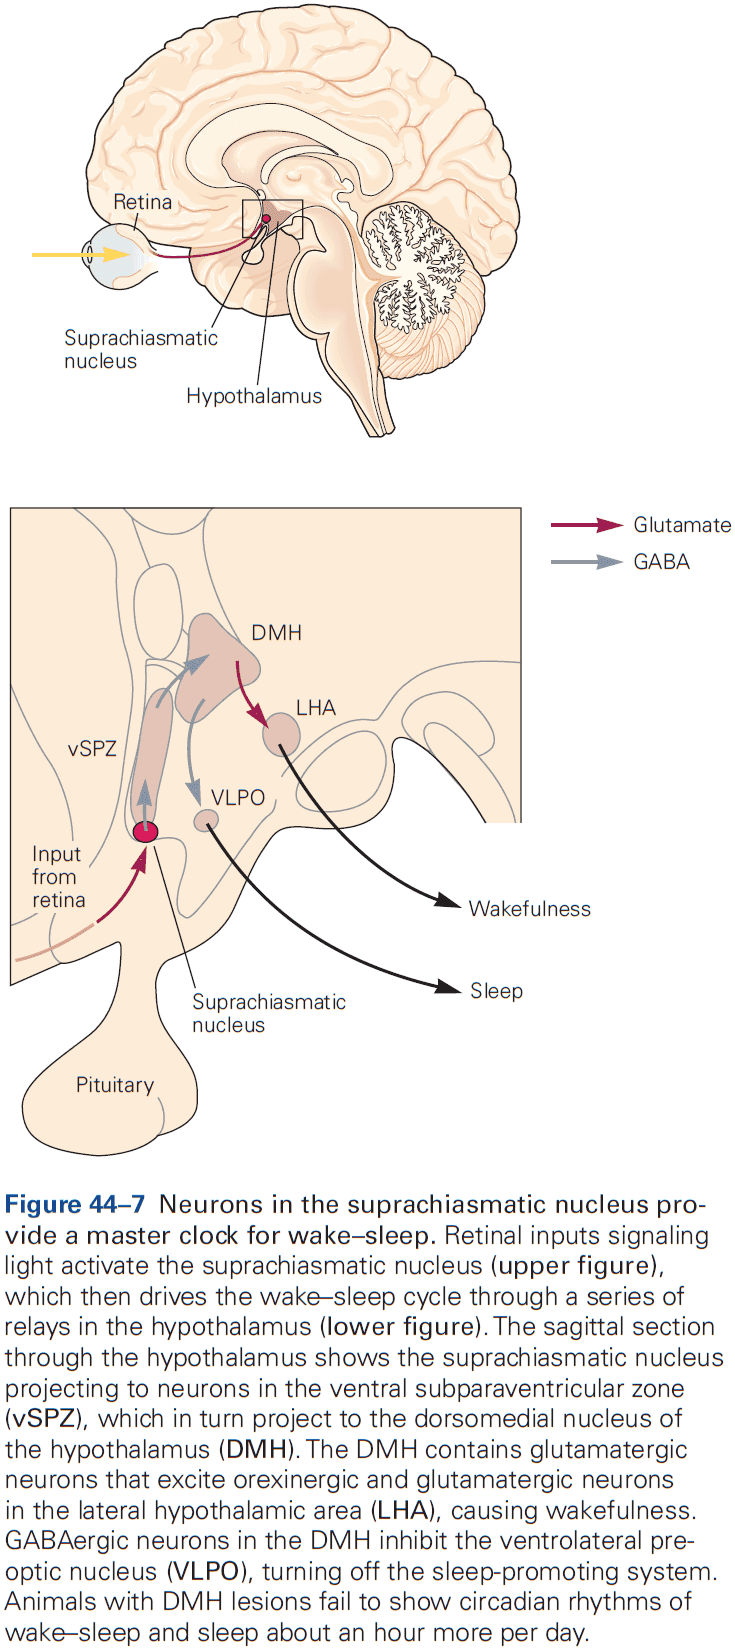 Retina
Suprachiasmatic
nucleus
Hypothalamus
Glutamate
GABA
DMH
LHA
vSPZ
VLPO
Input
from
retina
Wakefulness
Sleep
Suprachiasmatic
nucleus
Pituitary
Figure 44–7 Neurons in the suprachiasmatic nucleus pro-
vide a master clock for wake–sleep. Retinal inputs signaling
light activate the suprachiasmatic nucleus (upper figure),
which then drives the wake–sleep cycle through a series of
relays in the hypothalamus (lower figure). The sagittal section
through the hypothalamus shows the suprachiasmatic nucleus
projecting to neurons in the ventral subparaventricular zone
(vSPZ), which in turn project to the dorsomedial nucleus of
the hypothalamus (DMH). The DMH contains glutamatergic
neurons that excite orexinergic and glutamatergic neurons
in the lateral hypothalamic area (LHA), causing wakefulness.
GABAergic neurons in the DMH inhibit the ventrolateral pre-
optic nucleus (VLPO), turning off the sleep-promoting system.
Animals with DMH lesions fail to show circadian rhythms of
wake–sleep and sleep about an hour more per day.